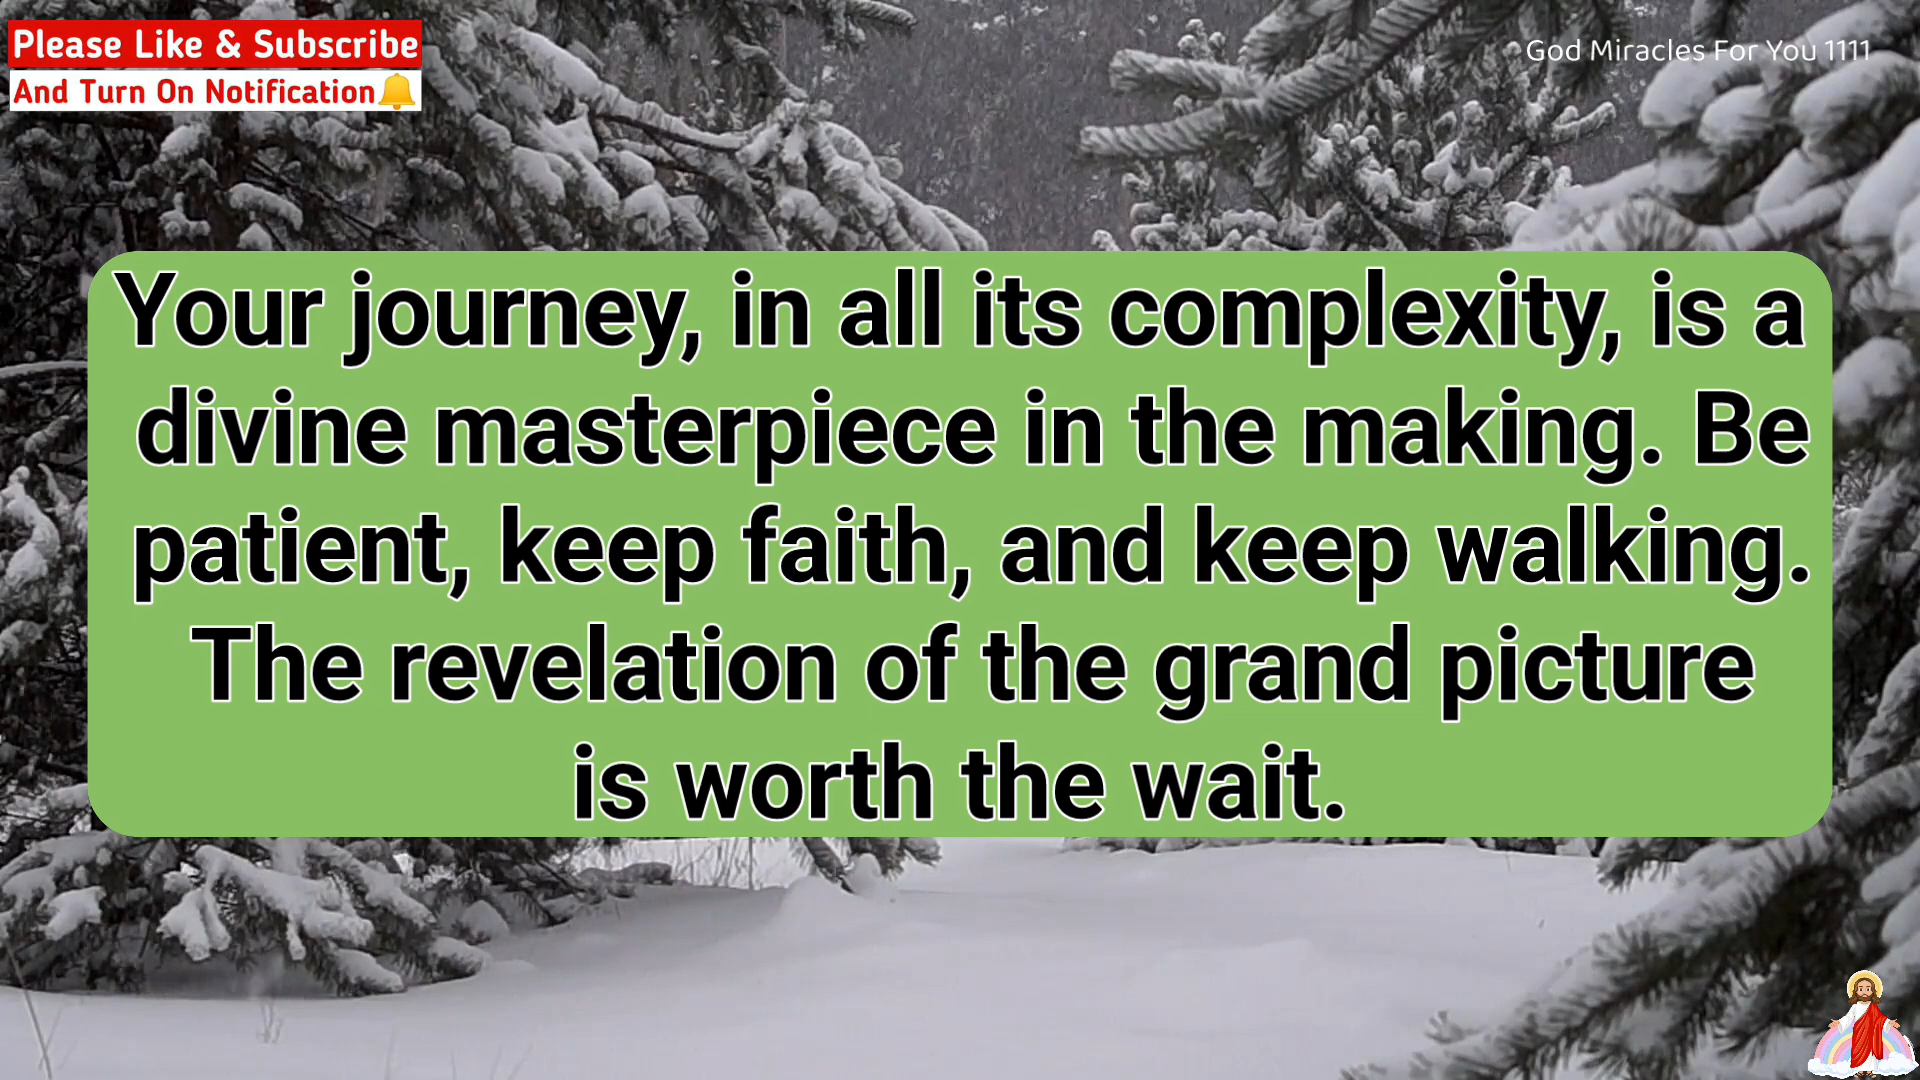 Please Like & Subscribe
And Turn On Notification🔔
God Miracles For You 1111
Your journey, in all its complexity, is a
divine masterpiece in the making. Be
patient, keep faith, and keep walking.
The revelation of the grand picture
is worth the wait.